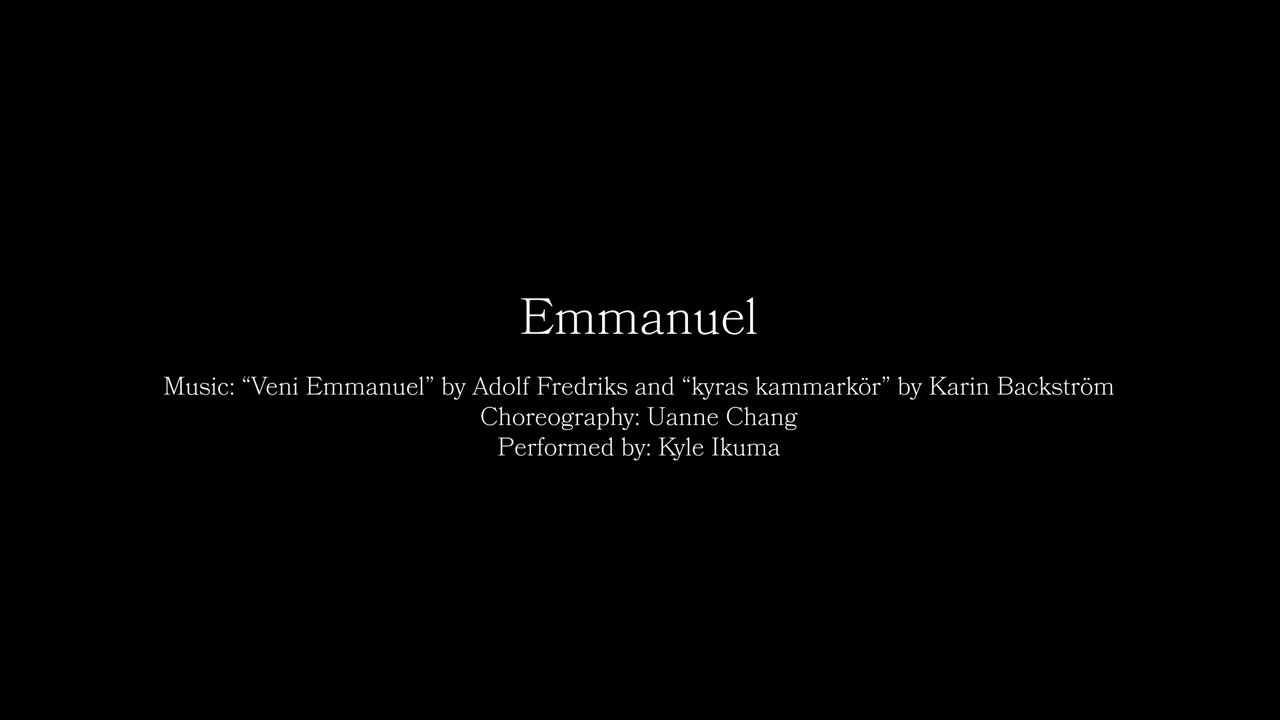 Emmanuel
Music: “Veni Emmanuel” by Adolf Fredriks and “kyras kammarkör” by Karin Backström
Choreography: Uanne Chang
Performed by: Kyle Ikuma